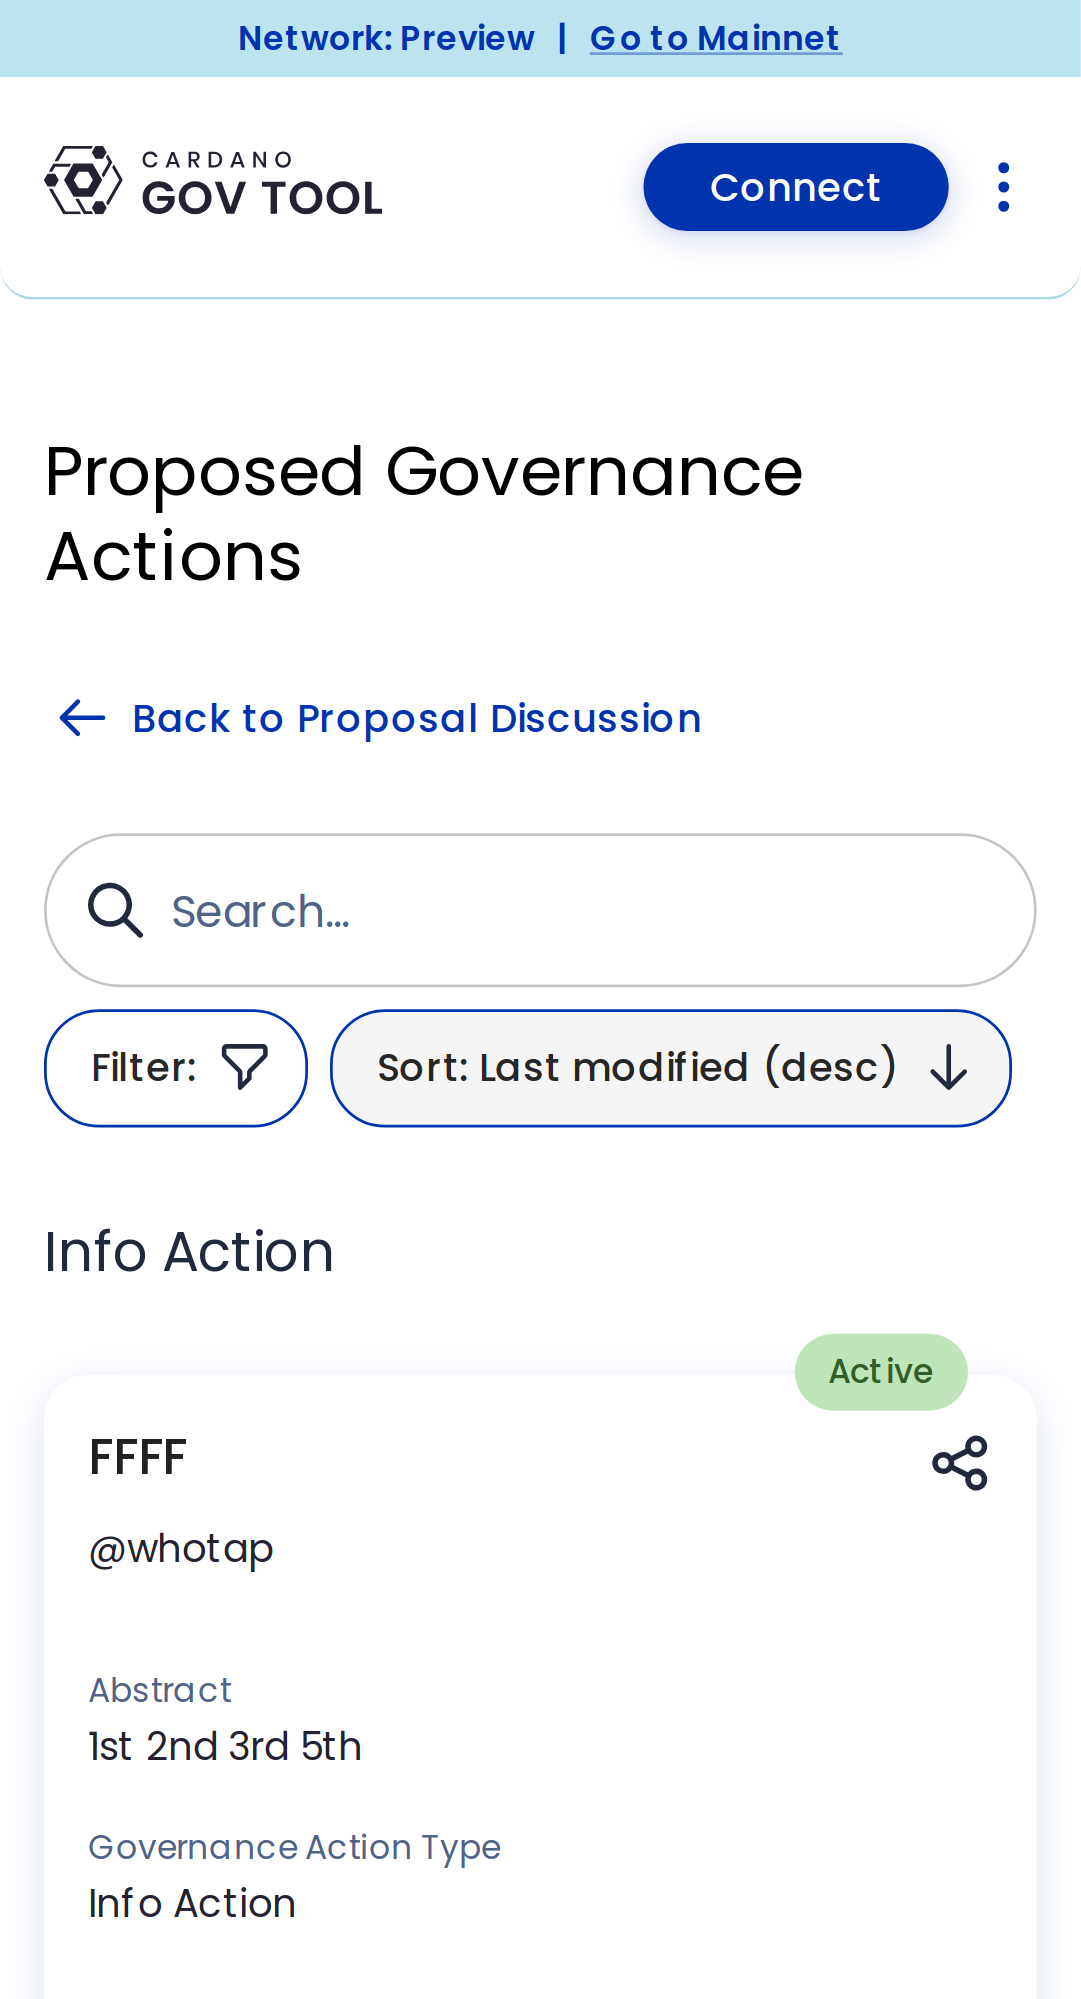 Network: Preview | Go to Mainnet
CARDANO
GOV TOOL
Connect
Proposed Governance
Actions
Back to Proposal Discussion
Search...
Filter:
Sort: Last modified (desc)
Info Action
Active
FFFF
@whotap
Abstract
1st 2nd 3rd 5th
Governance Action Type
Info Action